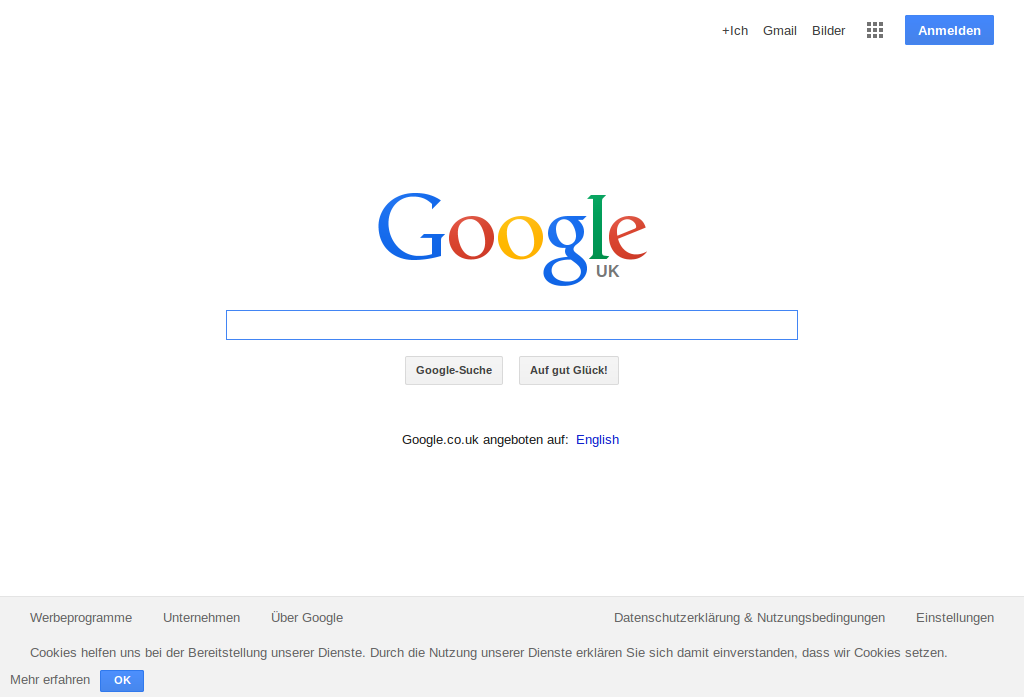 +Ich Gmail Bilder Anmelden
Google
UK
Google-Suche Auf gut Glück!
Google.co.uk angeboten auf: English
Werbeprogramme Unternehmen Über Google Datenschutzerklärung & Nutzungsbedingungen Einstellungen
Cookies helfen uns bei der Bereitstellung unserer Dienste. Durch die Nutzung unserer Dienste erklären Sie sich damit einverstanden, dass wir Cookies setzen.
Mehr erfahren OK